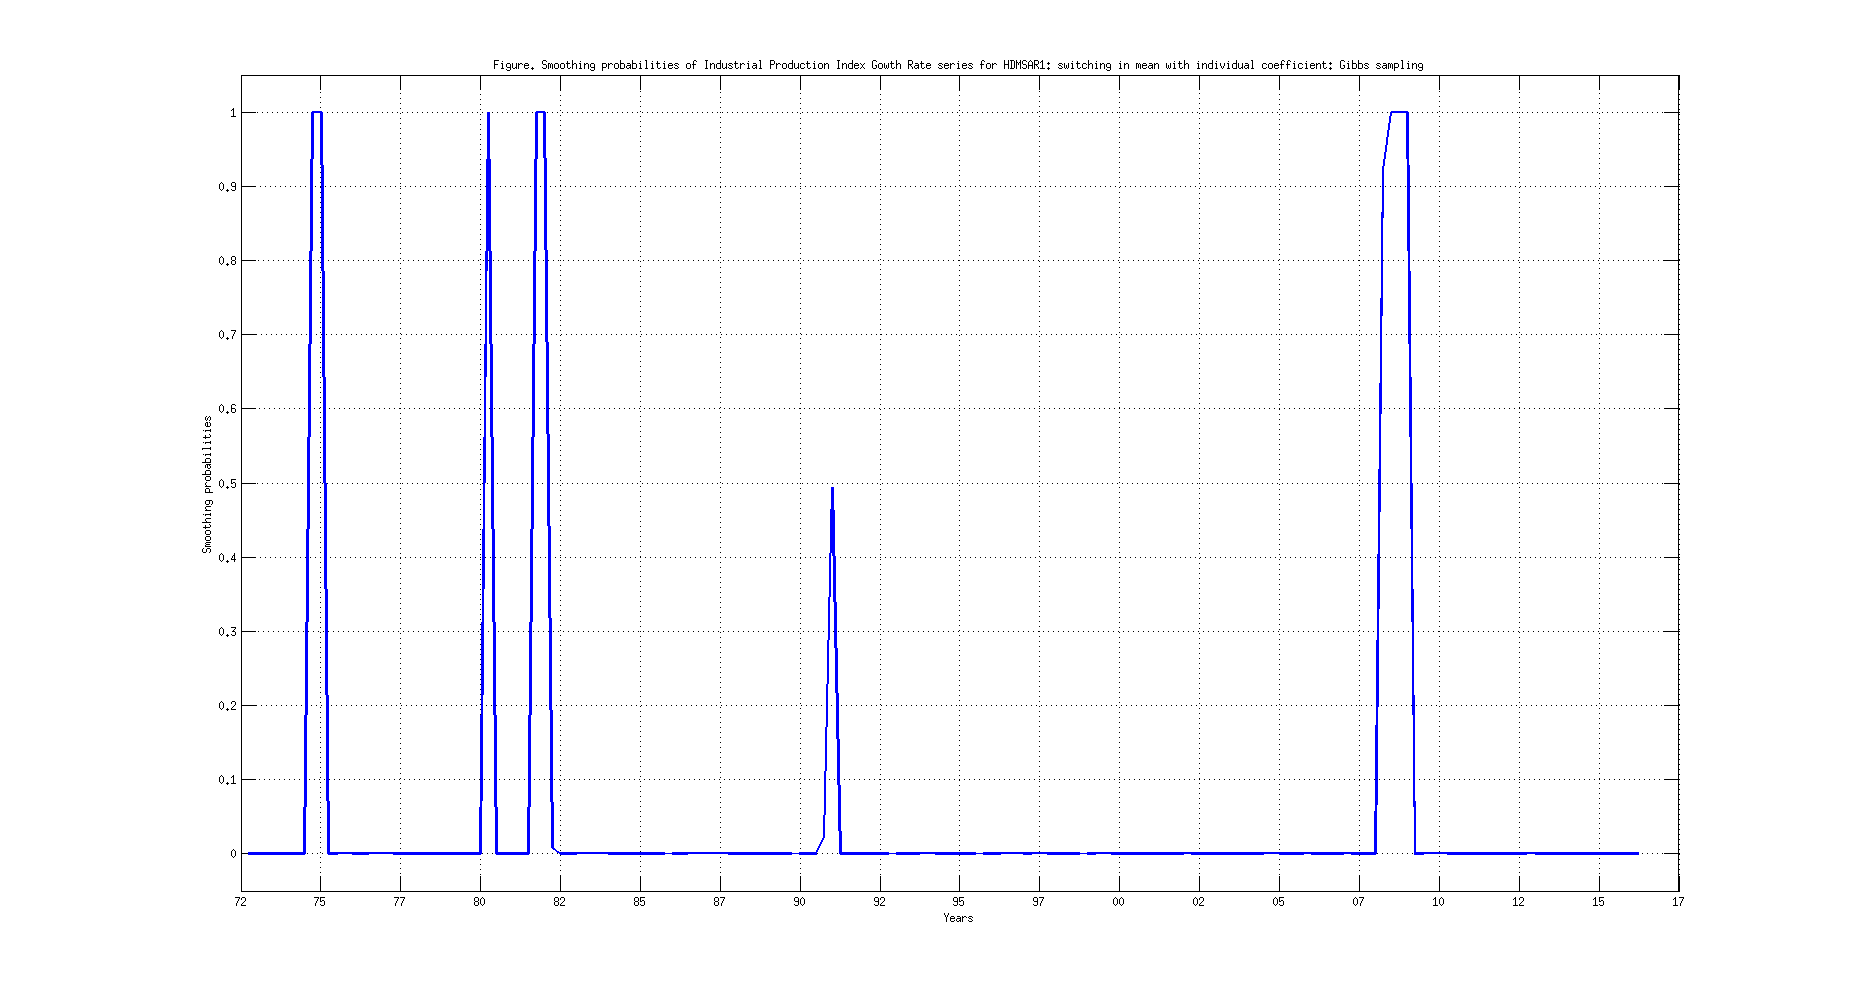 Figure. Smoothing probabilities of Industrial Production Index Gowth Rate series for HDMSAR1: switching in mean with individual coefficient: Gibbs sampling
1
0.9
0.8
0.7
0.6
0.5
0.4
0.3
0.2
0.1
0
Smoothing probabilities
72 75 77 80 82 85 87 90 92 95 97 00 02 05 07 10 12 15 17
Years